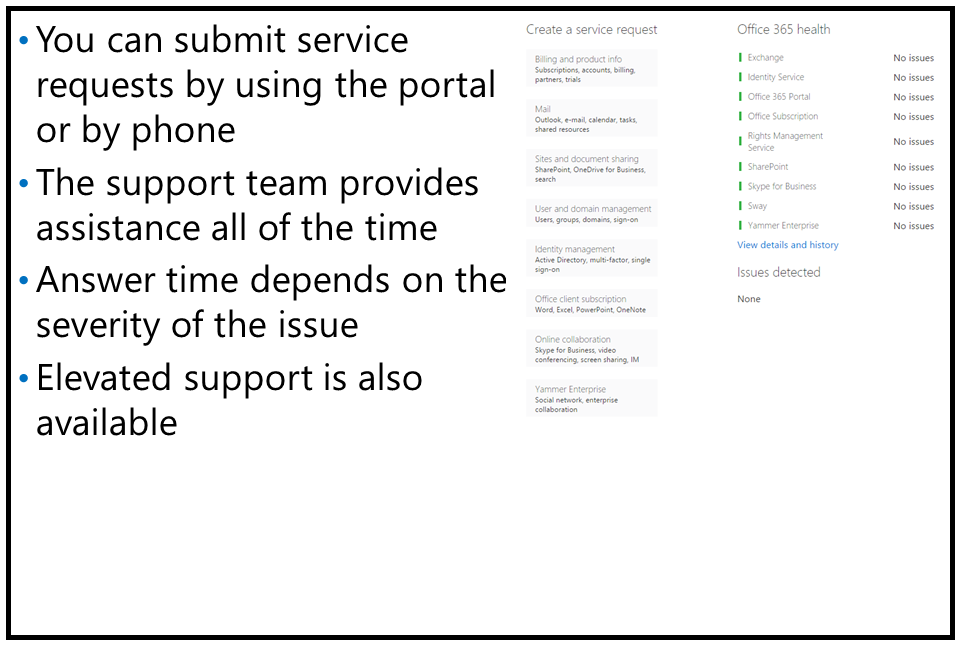 • You can submit service
requests by using the portal
or by phone
• The support team provides
assistance all of the time
• Answer time depends on the
severity of the issue
• Elevated support is also
available
Create a service request
Billing and product info
Subscriptions, accounts, billing,
partners, trials
Mail
Outlook, e-mail, calendar, tasks,
shared resources
Sites and document sharing
SharePoint, OneDrive for Business,
search
User and domain management
Users, groups, domains, sign-on
Identity management
Active Directory, multi-factor, single
sign-on
Office client subscription
Word, Excel, PowerPoint, OneNote
Online collaboration
Skype for Business, video
conferencing, screen sharing, IM
Yammer Enterprise
Social network, enterprise
collaboration
Office 365 health
Exchange No issues
Identity Service No issues
Office 365 Portal No issues
Office Subscription No issues
Rights Management
Service No issues
SharePoint No issues
Skype for Business No issues
Sway No issues
Yammer Enterprise No issues
View details and history
Issues detected
None